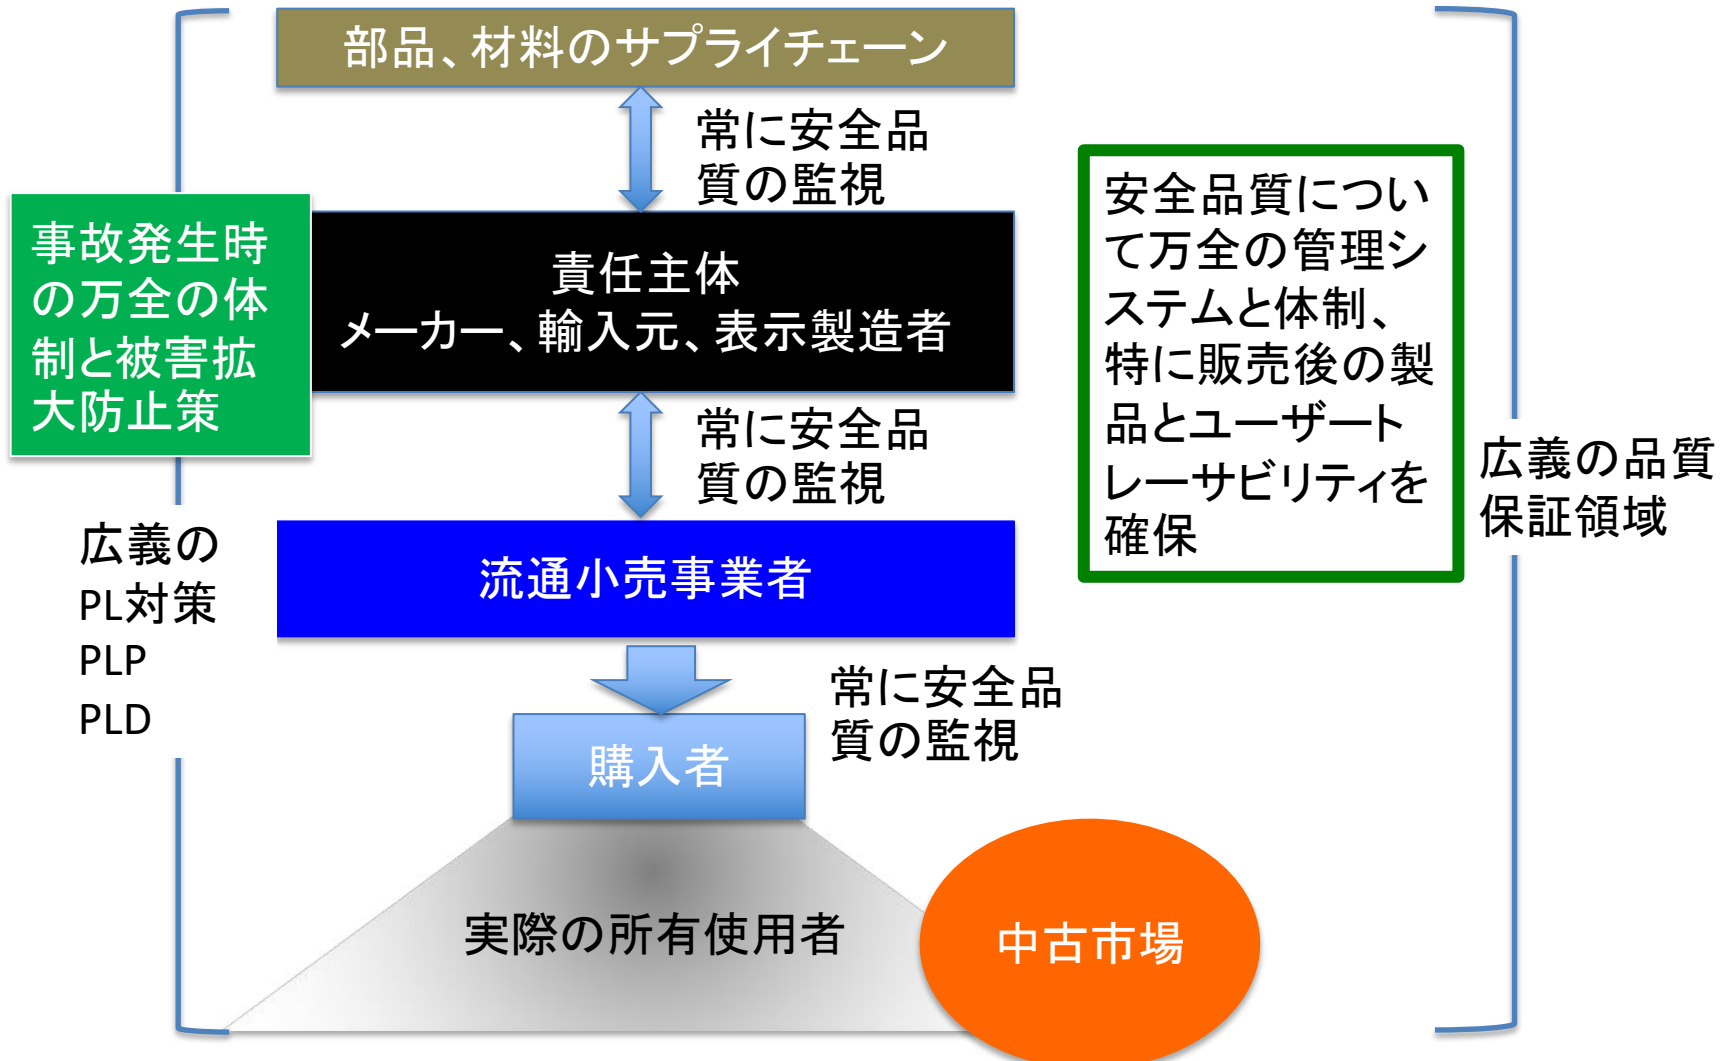 部品、材料のサプライチェーン
常に安全品
質の監視
事故発生時
の万全の体
制と被害拡
大防止策
責任主体
メーカー、輸入元、表示製造者
安全品質につい
て万全の管理シ
ステムと体制、
特に販売後の製
品とユーザート
レーサビリティを
確保
常に安全品
質の監視
広義の品質
保証領域
広義の
PL対策
PLP
PLD
流通小売事業者
常に安全品
質の監視
購入者
実際の所有使用者
中古市場